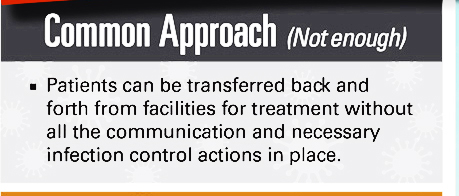 Common Approach (Not enough)
▪ Patients can be transferred back and
forth from facilities for treatment without
all the communication and necessary
infection control actions in place.